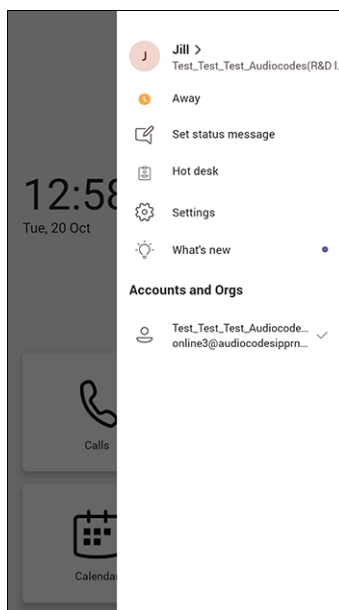 J
Jill >
Test_Test_Test_Audiocodes(R&D l.
Away
Set status message
Hot desk
Settings
What's new
Accounts and Orgs
Test_Test_Test_Audiocode...
online3@audiocodesipprn...
12:58
Tue, 20 Oct
Calls
Calenda